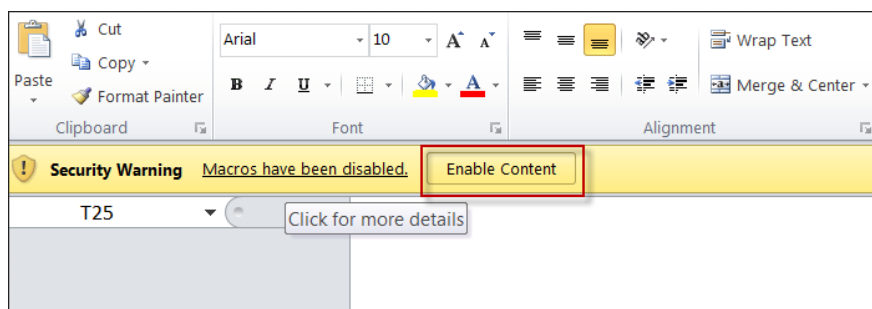 Cut
Arial 10 A A Wrap Text
Copy
Paste B I U A Merge & Center
Format Painter
Clipboard Font Alignment
Security Warning Macros have been disabled. Enable Content
T25
Click for more details